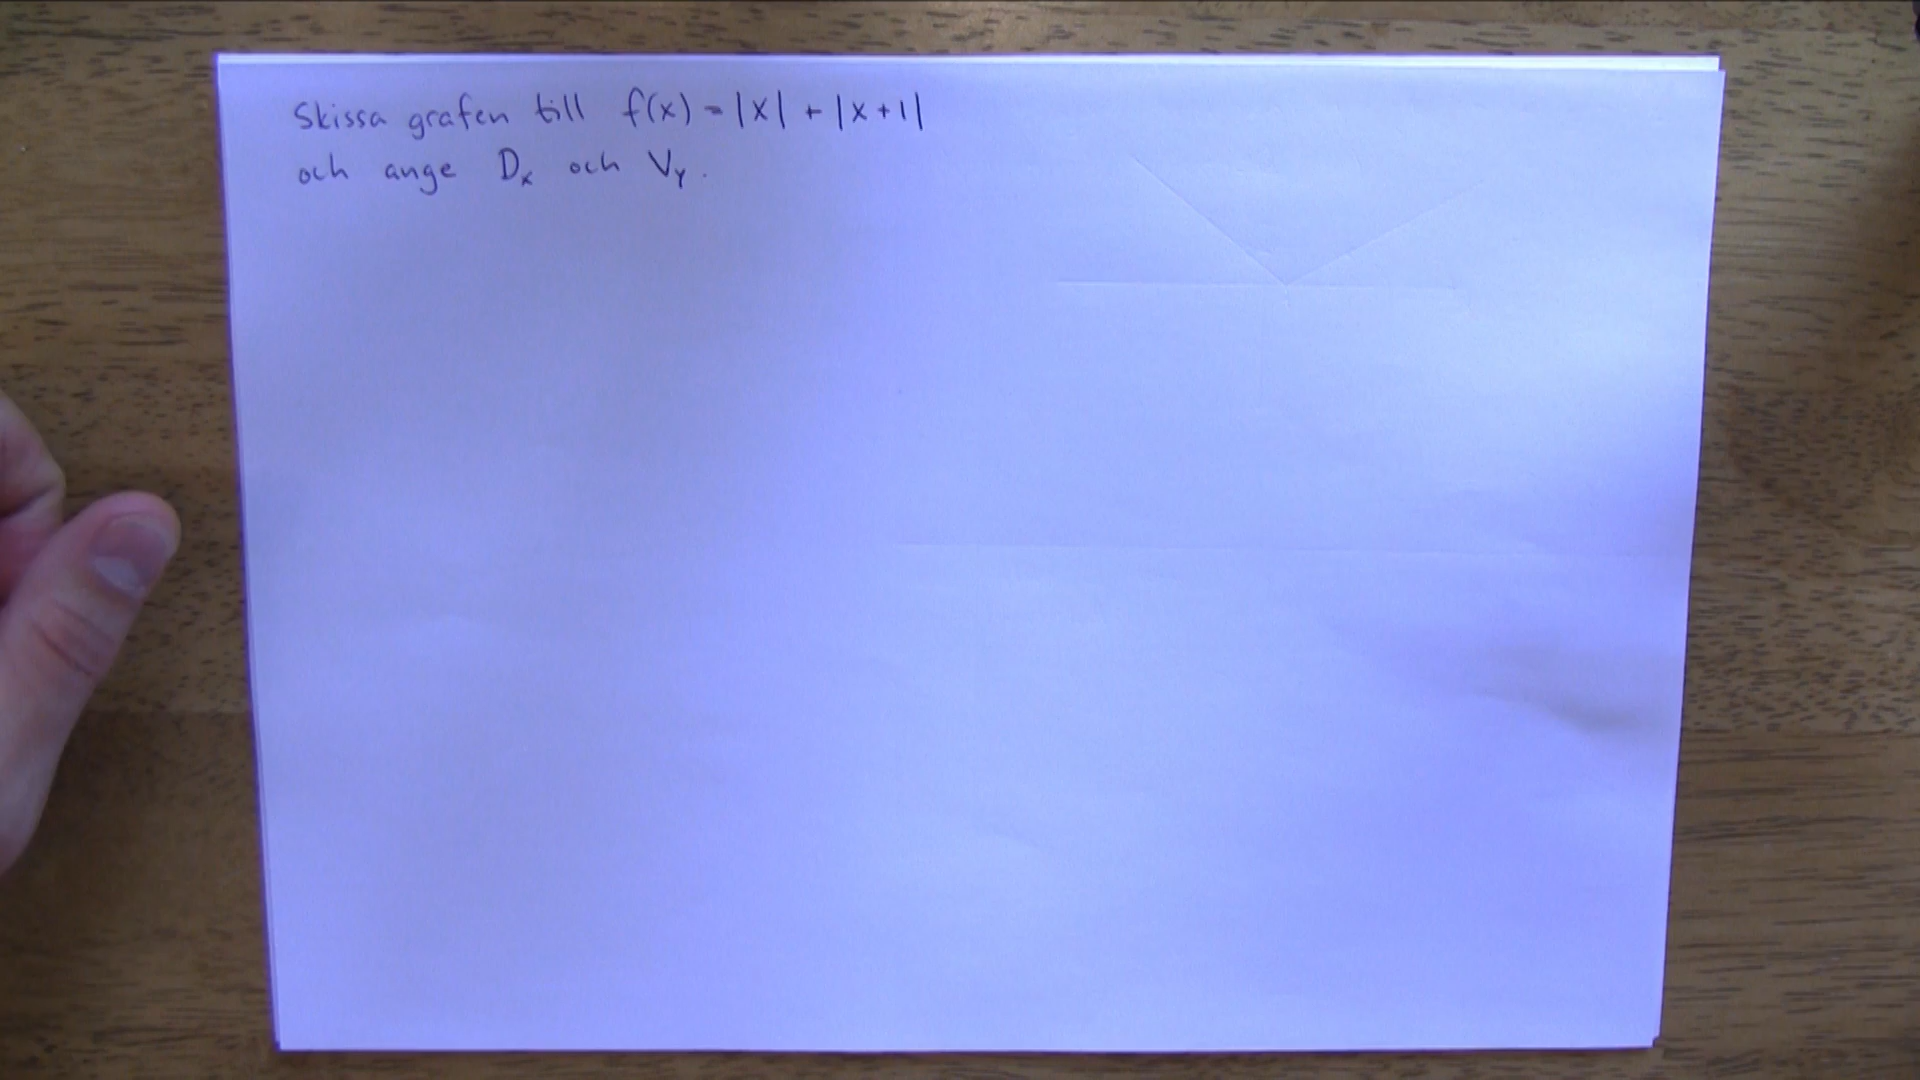 Skissa grafen till f(x) = |x| + |x+1|
och ange Dx och Vy.